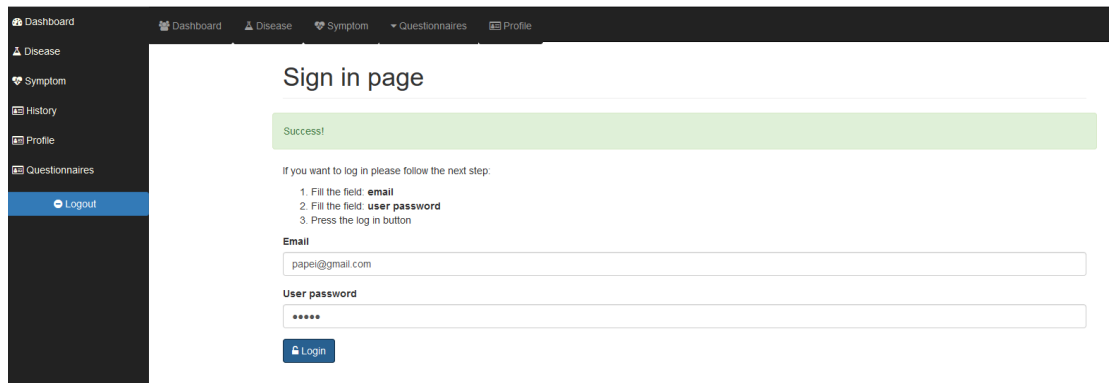 Dashboard
Disease
Symptom
History
Profile
Questionnaires
Logout
Dashboard Disease Symptom Questionnaires Profile
Sign in page
Success!
If you want to log in please follow the next step:
1. Fill the field: email
2. Fill the field: user password
3. Press the log in button
Email
papei@gmail.com
User password
•••••
Login